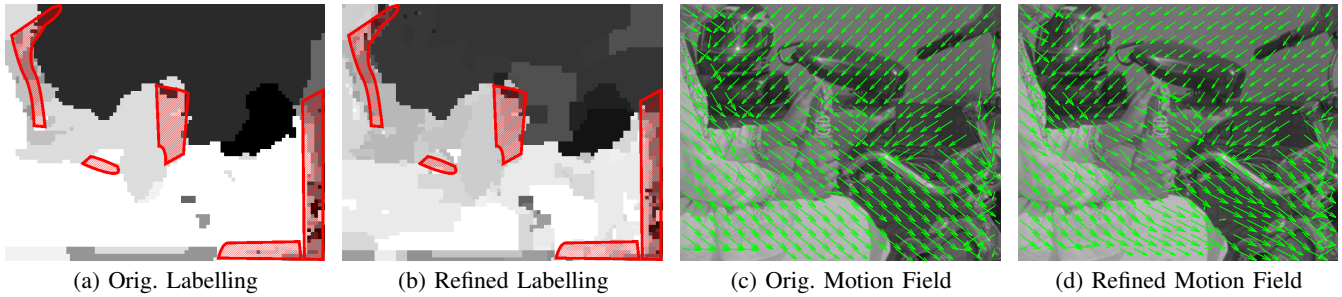 (a) Orig. Labelling
(b) Refined Labelling
(c) Orig. Motion Field
(d) Refined Motion Field